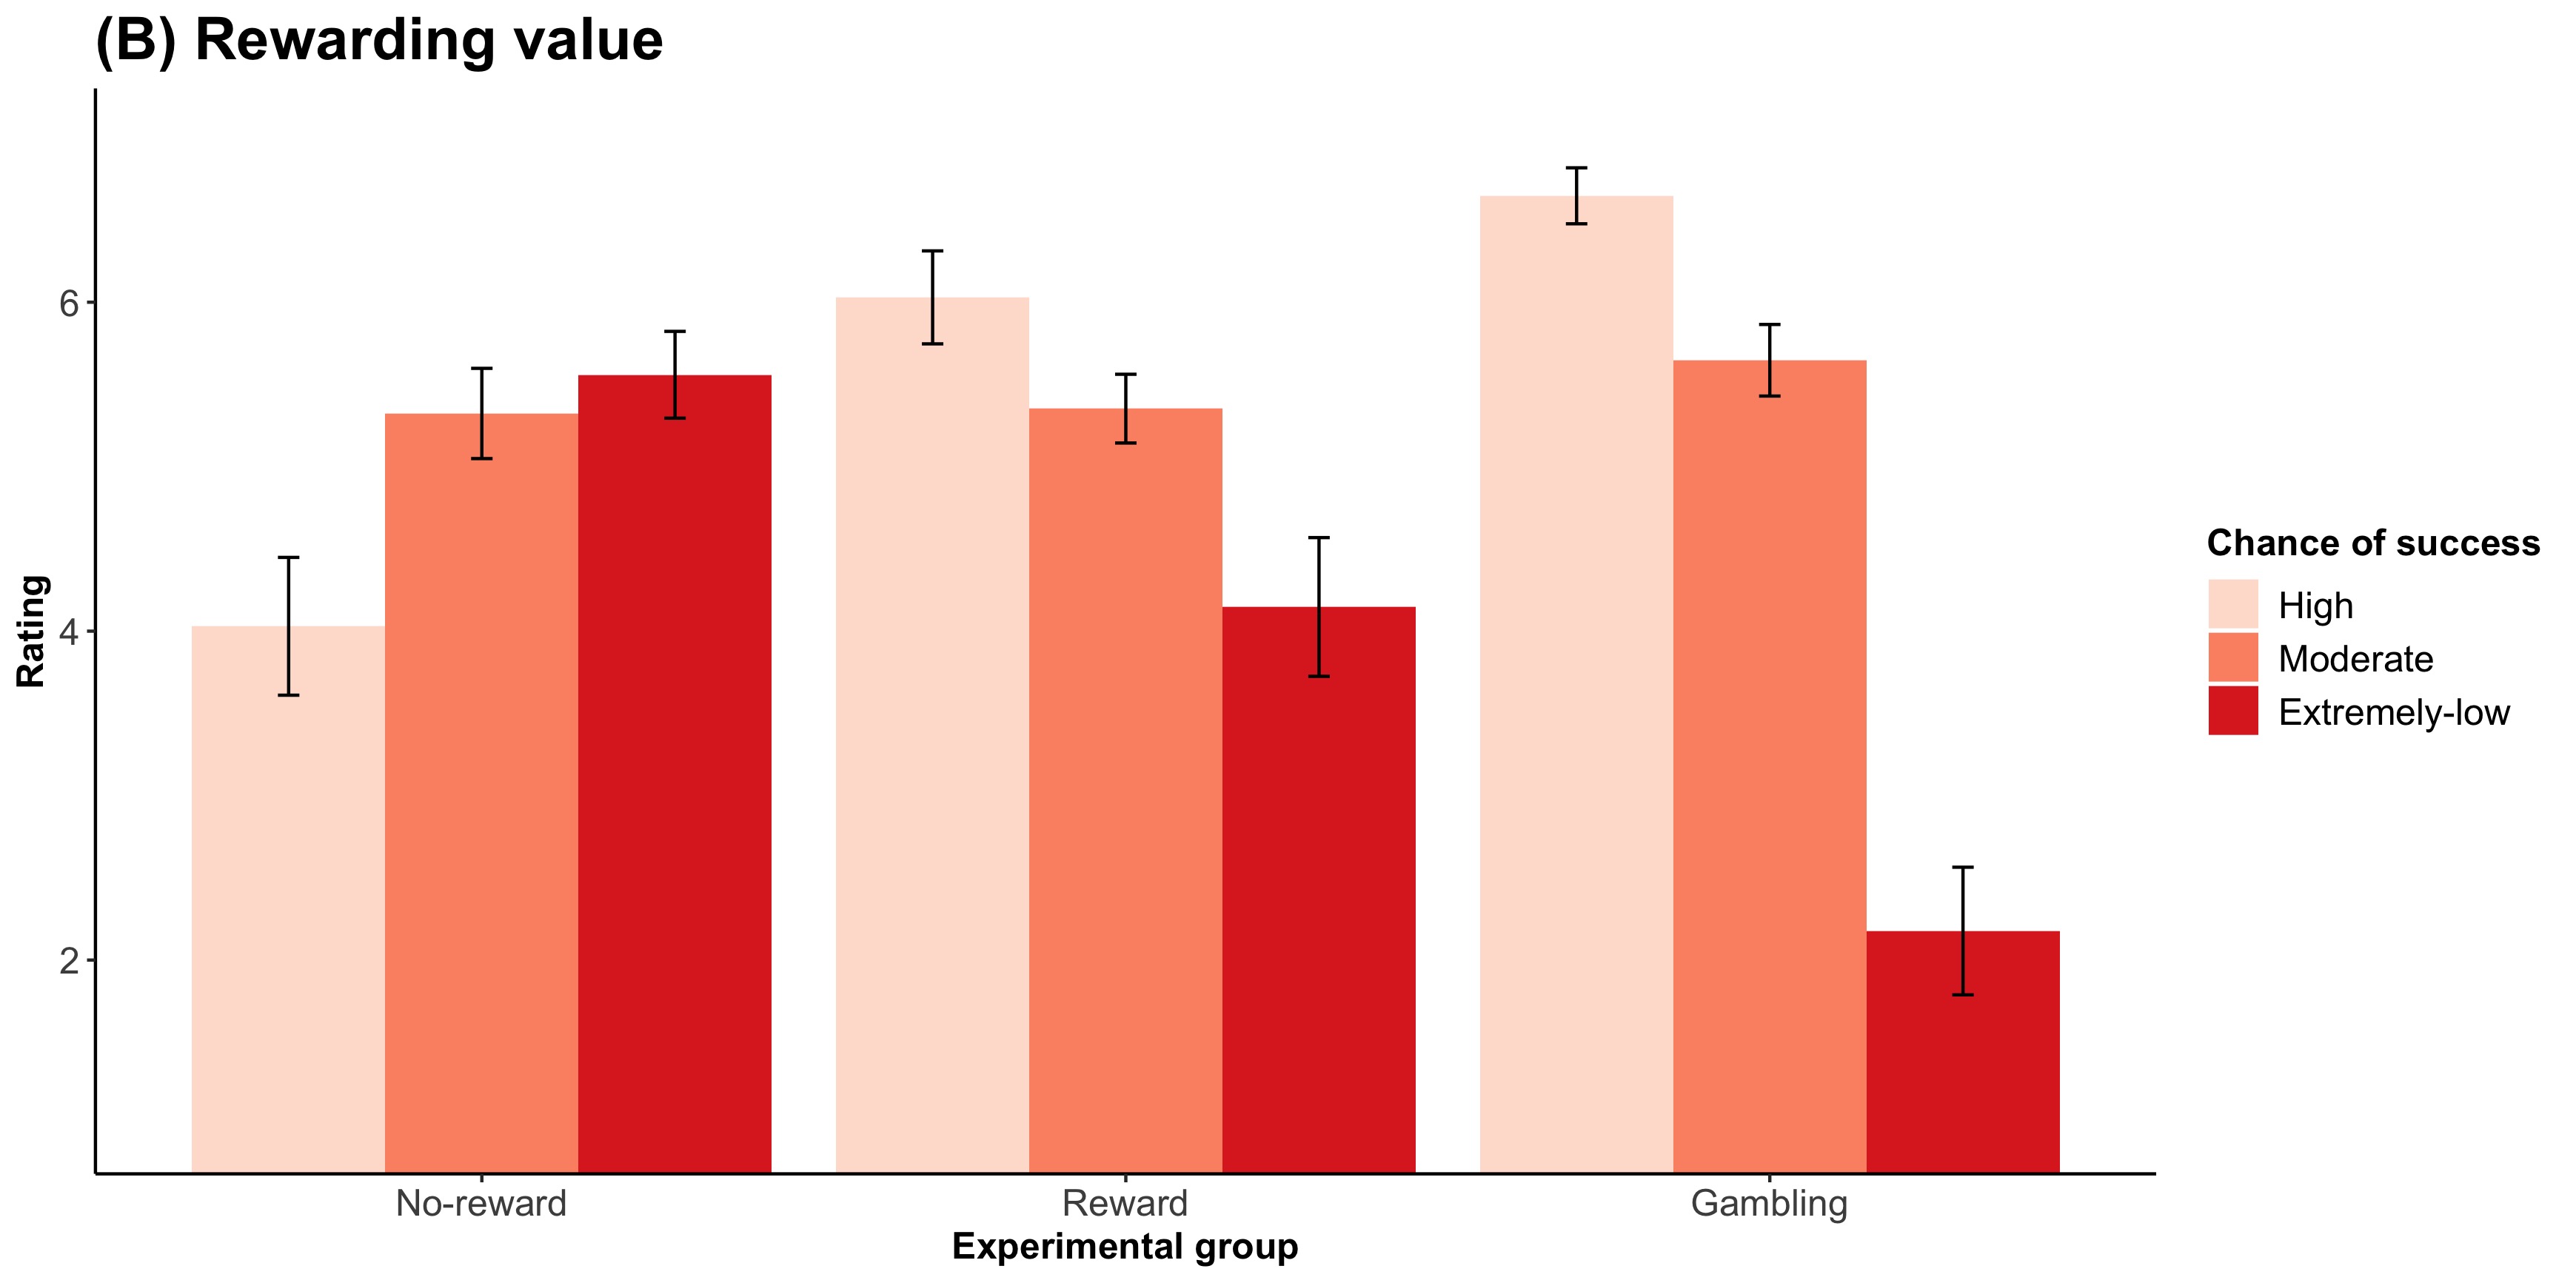 (B) Rewarding value
Rating
6
4
2
No-reward
Reward
Gambling
Experimental group
Chance of success
High
Moderate
Extremely-low